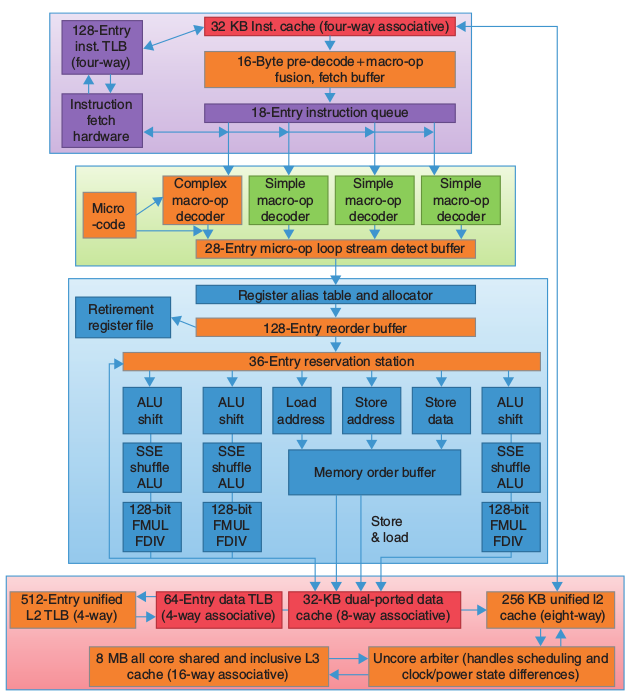 128-Entry
inst. TLB
(four-way)
32 KB Inst. cache (four-way associative)
16-Byte pre-decode+macro-op
fusion, fetch buffer
Instruction
fetch
hardware
18-Entry instruction queue
Micro
-code
Complex
macro-op
decoder
Simple
macro-op
decoder
Simple
macro-op
decoder
Simple
macro-op
decoder
28-Entry micro-op loop stream detect buffer
Register alias table and allocator
Retirement
register file
128-Entry reorder buffer
36-Entry reservation station
ALU
shift
ALU
shift
Load
address
Store
address
Store
data
ALU
shift
SSE
shuffle
ALU
SSE
shuffle
ALU
Memory order buffer
SSE
shuffle
ALU
128-bit
FMUL
FDIV
128-bit
FMUL
FDIV
Store
& load
128-bit
FMUL
FDIV
512-Entry unified
L2 TLB (4-way)
64-Entry data TLB
(4-way associative)
32-KB dual-ported data
cache (8-way associative)
256 KB unified l2
cache (eight-way)
8 MB all core shared and inclusive L3
cache (16-way associative)
Uncore arbiter (handles scheduling and
clock/power state differences)